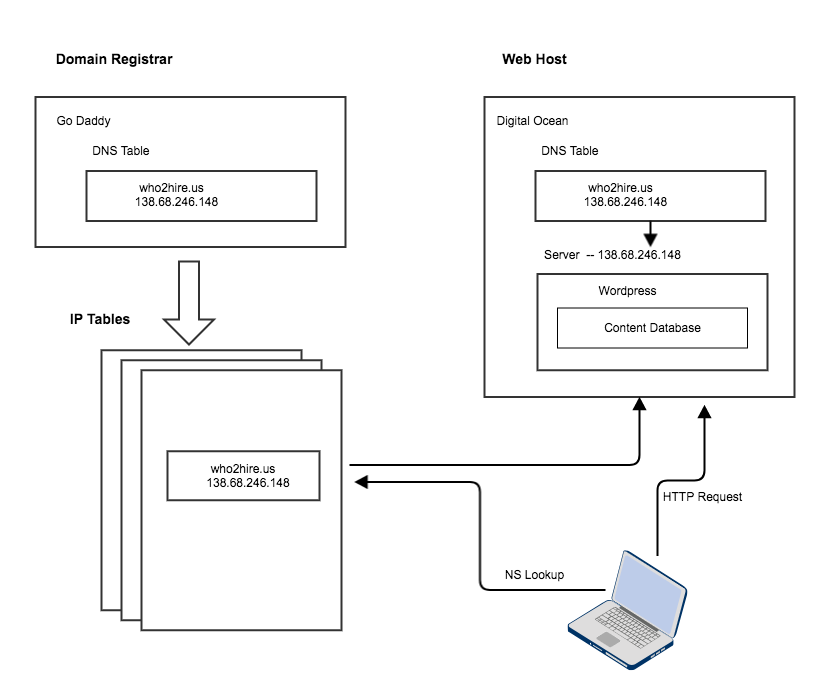 Domain Registrar
Go Daddy
DNS Table
who2hire.us
138.68.246.148
IP Tables
who2hire.us
138.68.246.148
Web Host
Digital Ocean
DNS Table
who2hire.us
138.68.246.148
Server -- 138.68.246.148
Wordpress
Content Database
HTTP Request
NS Lookup